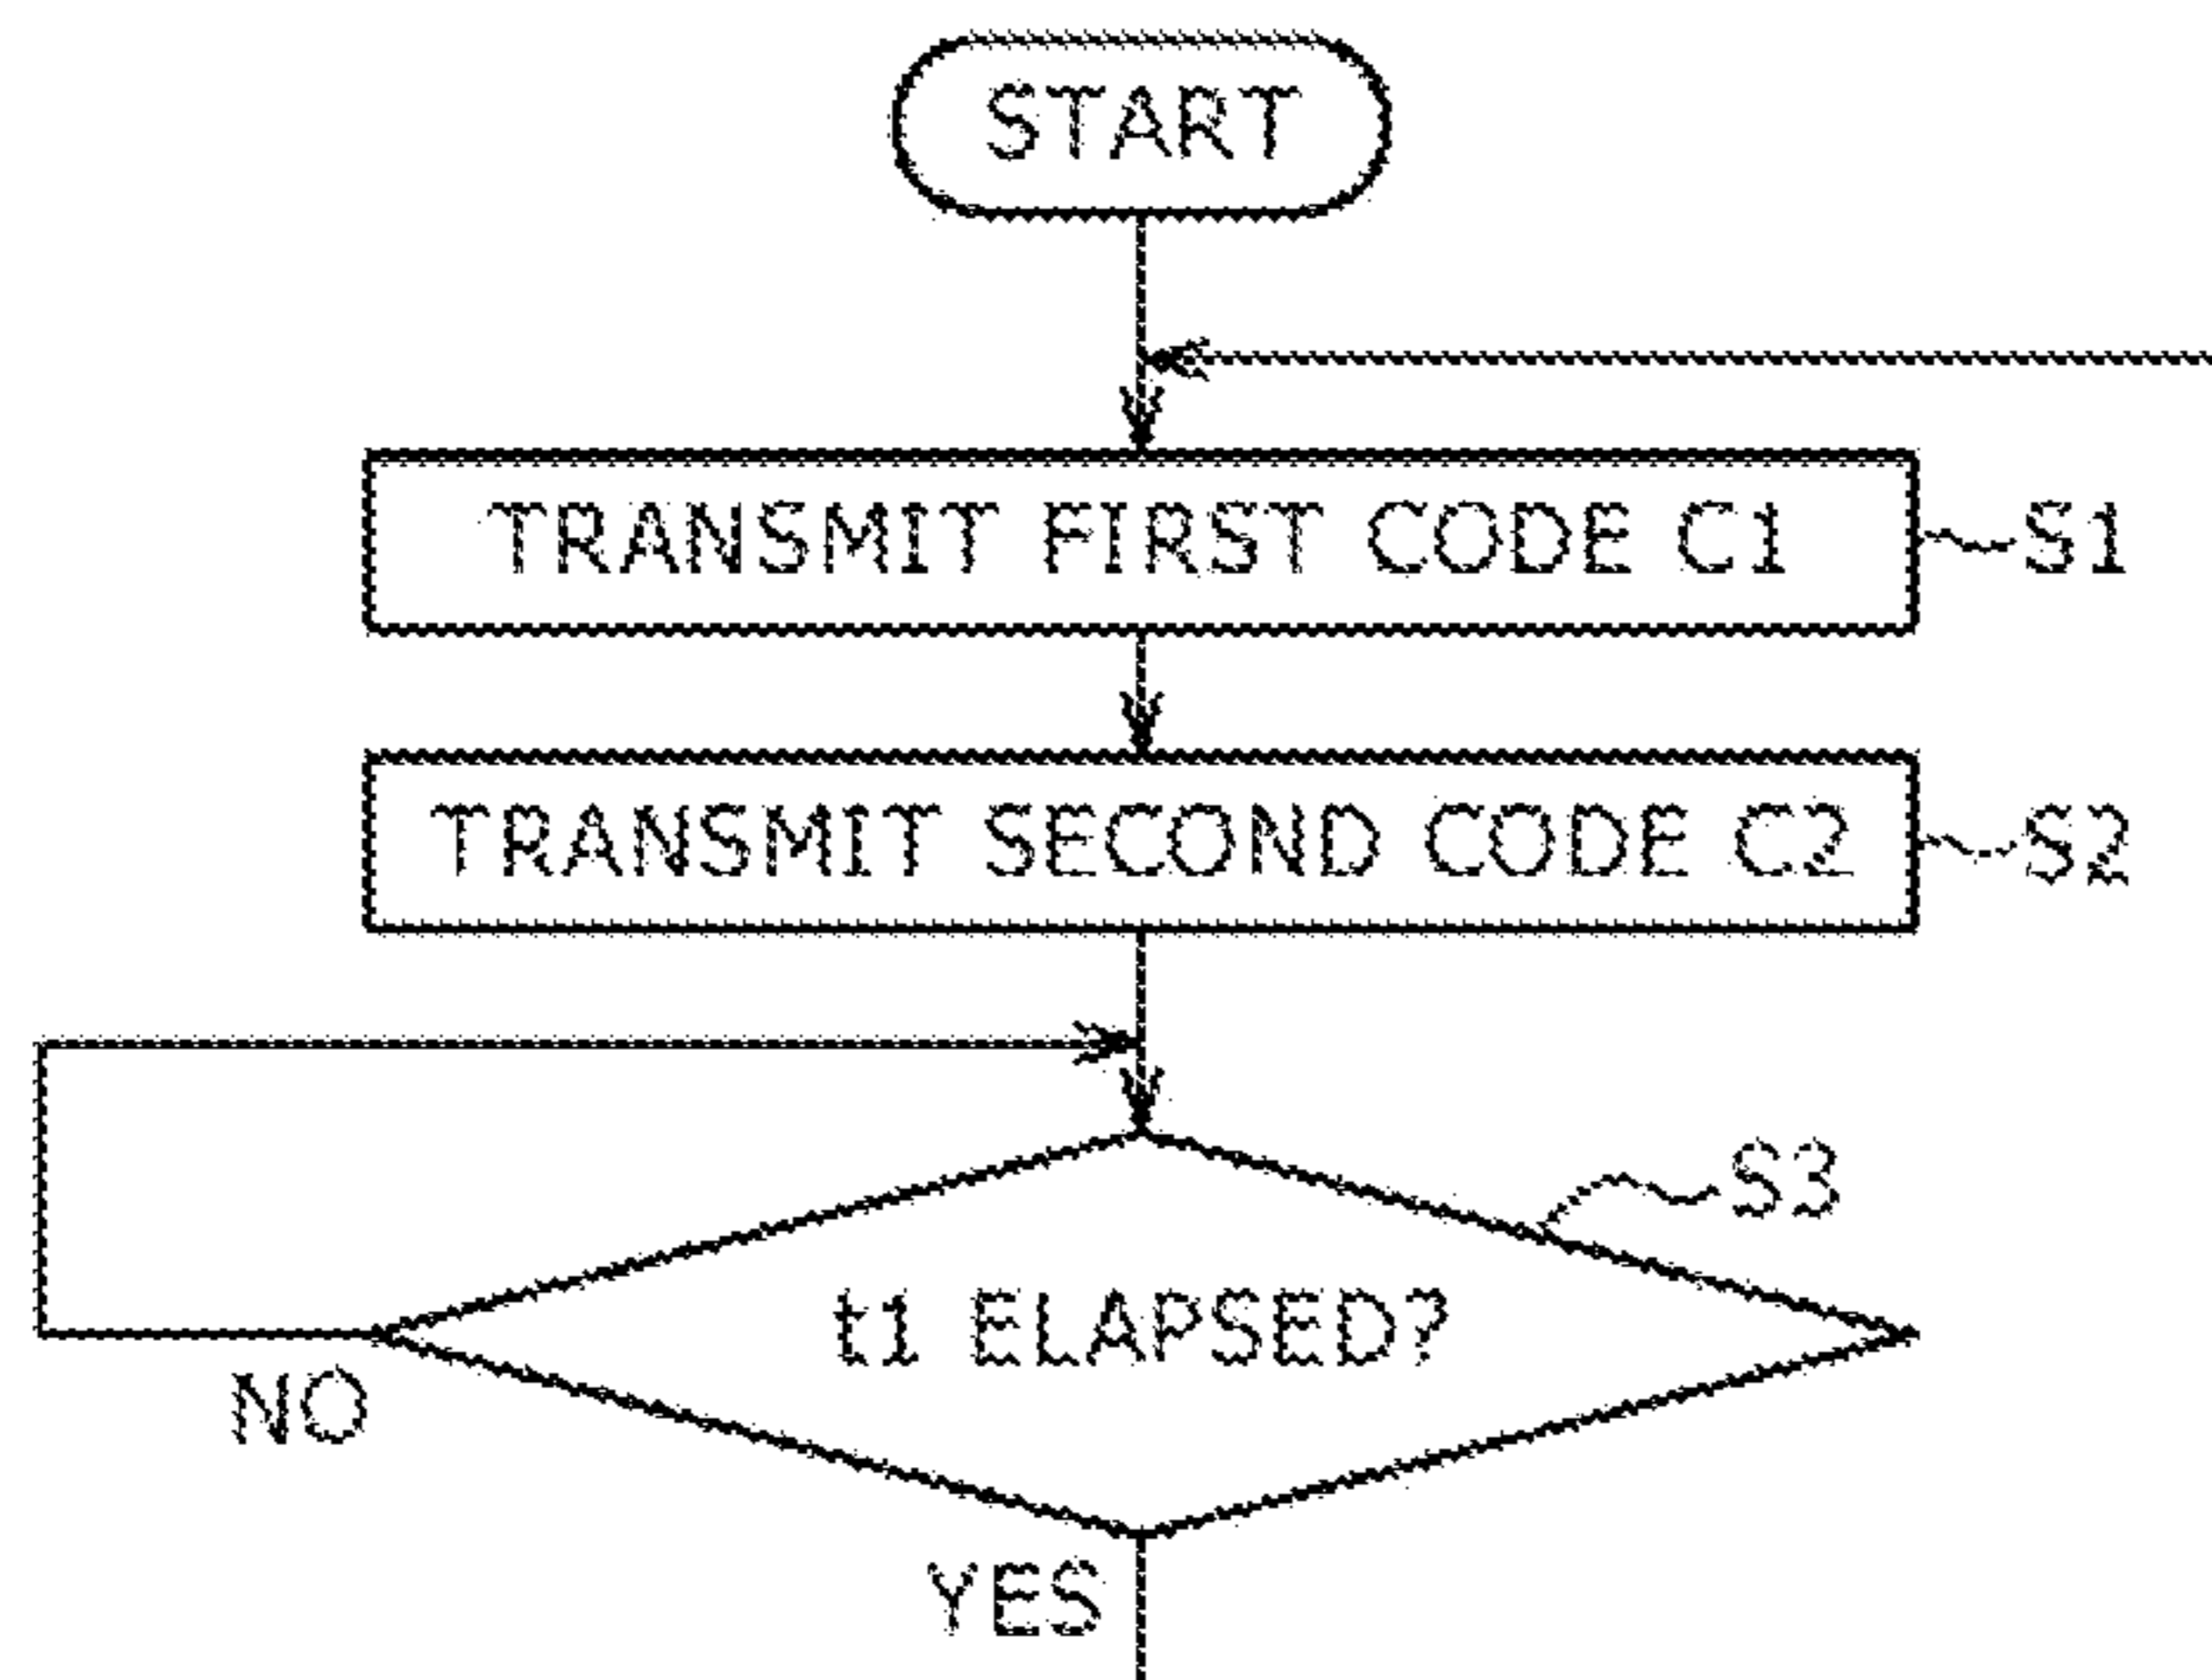 START
TRANSMIT FIRST CODE C1
S1
TRANSMIT SECOND CODE C2
S2
S3
t1 ELAPSED?
NO
YES